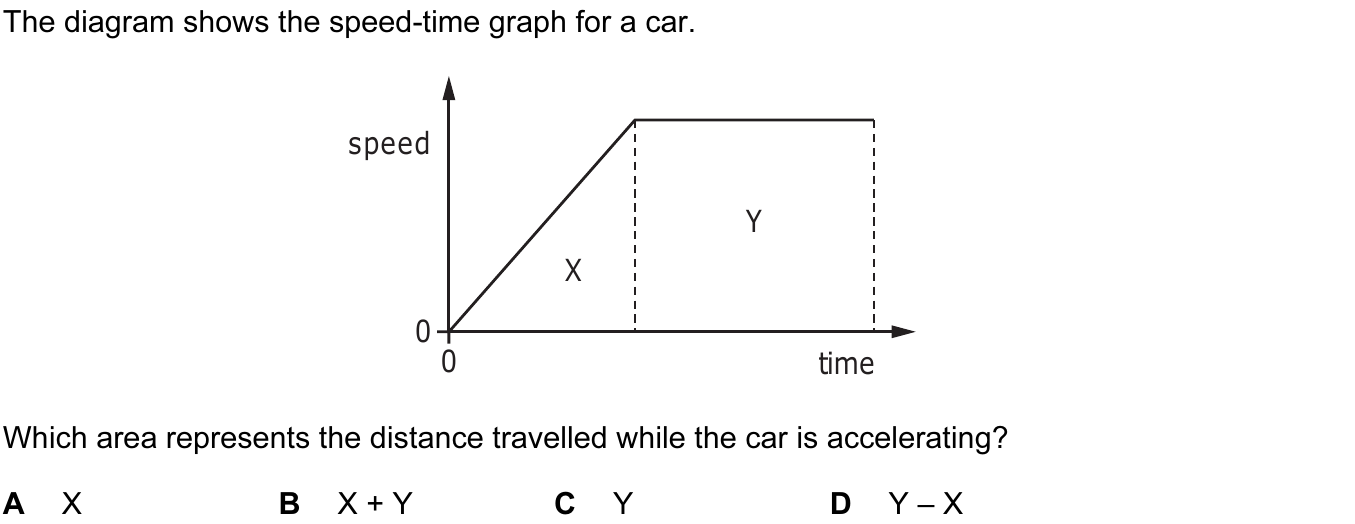 The diagram shows the speed-time graph for a car.
speed
Y
X
0
0
time
Which area represents the distance travelled while the car is accelerating?
A X B X + Y C Y D Y – X